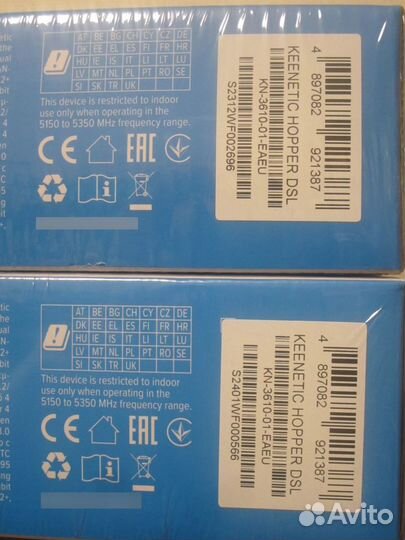 AT BE BG CH CY CZ DE
DK EE EL ES FI FR HR
HU IE IS IT LI LT LU
LV MT NL PL PT RO SE
SI SK TR UK
This device is restricted to indoor
use only when operating in the
5150 to 5350 MHz frequency range.
CE
EAC
KEENETIC HOPPER DSL
KN-3610-01-EAEU
S2312WF002696
4 897082 921387
AT BE BG CH CY CZ DE
DK EE EL ES FI FR HR
HU IE IS IT LI LT LU
LV MT NL PL PT RO SE
SI SK TR UK
This device is restricted to indoor
use only when operating in the
5150 to 5350 MHz frequency range.
CE
EAC
KEENETIC HOPPER DSL
KN-3610-01-EAEU
S2401WF000566
4 897082 921387
Avito